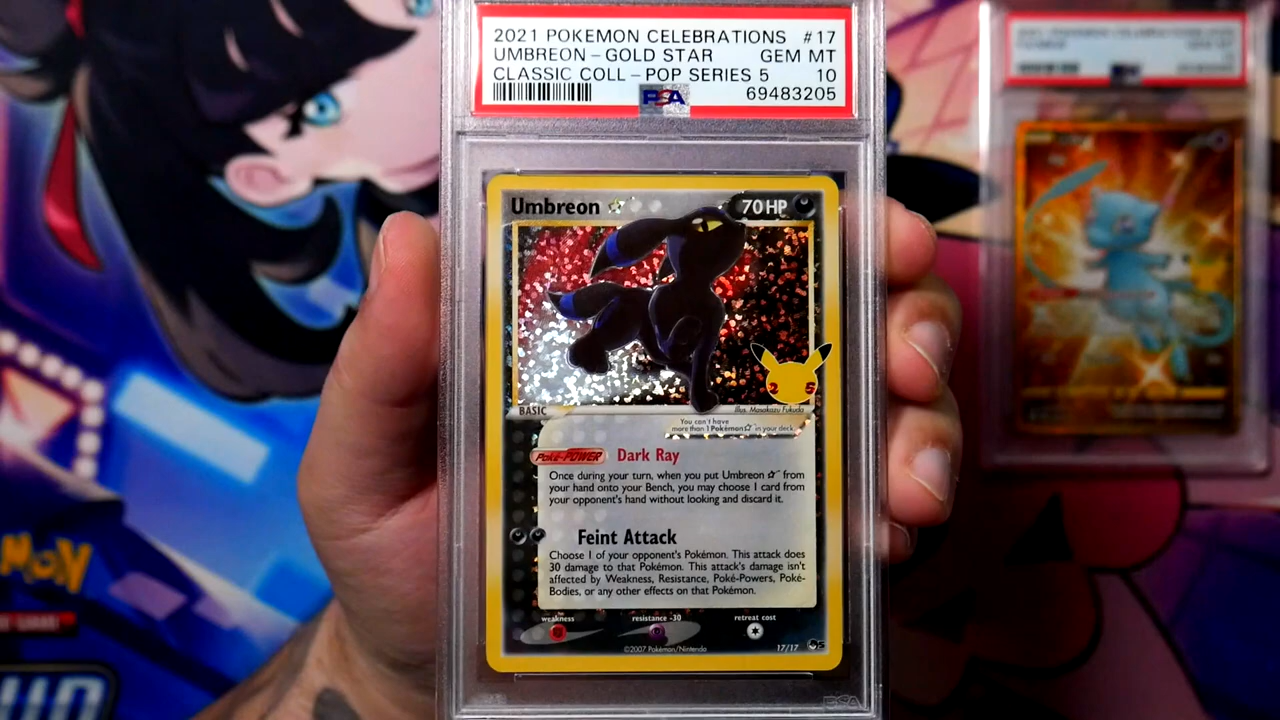 2021 POKEMON CELEBRATIONS #17
UMBREON-GOLD STAR GEM MT
CLASSIC COLL-POP SERIES 5 10
PSA 69483205
Umbreon ☆ 70 HP
BASIC
Illus. Masakazu Fukuda
You can't have
more than 1 Pokémon ☆ in your deck.
Poké-POWER Dark Ray
Once during your turn, when you put Umbreon ☆ from
your hand onto your Bench, you may choose 1 card from
your opponent's hand without looking and discard it.
Feint Attack
Choose 1 of your opponent's Pokémon. This attack does
30 damage to that Pokémon. This attack's damage isn't
affected by Weakness, Resistance, Poké-Powers, Poké-
Bodies, or any other effects on that Pokémon.
weakness resistance -30 retreat cost
©2007 Pokémon/Nintendo 17/17 5
PSA